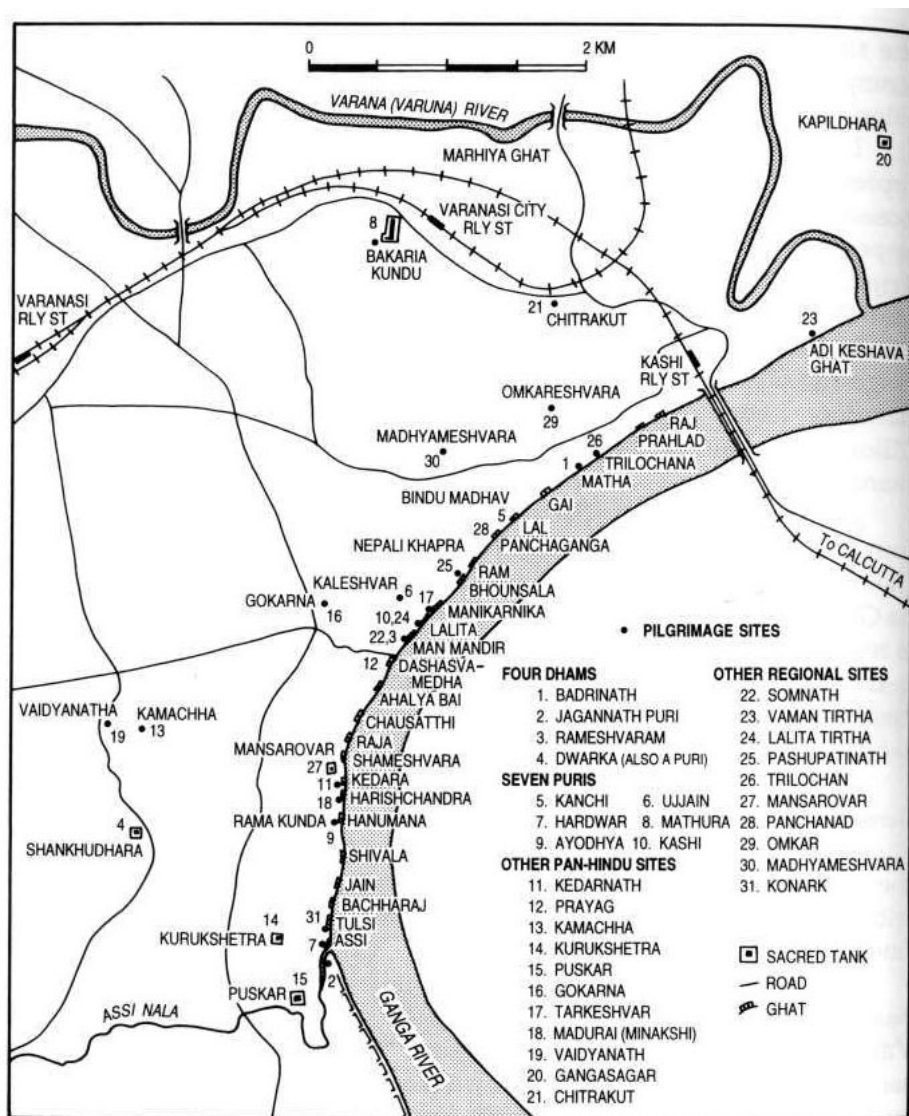 0 2 KM
VARANA (VARUNA) RIVER
KAPILDHARA
20
MARHIYA GHAT
VARANASI CITY
RLY ST
8
BAKARIA
KUNDU
VARANASI
RLY ST
21
CHITRAKUT
23
ADI KESHAVA
GHAT
KASHI
RLY ST
OMKARESHVARA
29
RAJ
PRAHLAD
MADHYAMESHVARA
30
26
TRILOCHANA
1
MATHA
BINDU MADHAV
GAI
5
LAL
28
PANCHAGANGA
To CALCUTTA
NEPALI KHAPRA
25
RAM
BHOUNSALA
KALESHVAR
6
17
MANIKARNIKA
GOKARNA
16
10,24
LALITA
22,3
MAN MANDIR
12
DASHASVA-
MEDHA
AHALYA BAI
CHAUSATTHI
VAIDYANATHA
19
KAMACHHA
13
RAJA
MANSAROVAR
27
SHAMESHVARA
11
KEDARA
18
HARISHCHANDRA
RAMA KUNDA
9
HANUMANA
4
SHANKHUDHARA
SHIVALA
JAIN
BACHHARAJ
31
TULSI
14
KURUKSHETRA
7
ASSI
2
15
PUSKAR
ASSI NALA
GANGA RIVER
PILGRIMAGE SITES
FOUR DHAMS
1. BADRINATH
2. JAGANNATH PURI
3. RAMESHVARAM
4. DWARKA (ALSO A PURI)
SEVEN PURIS
5. KANCHI 6. UJJAIN
7. HARDWAR 8. MATHURA
9. AYODHYA 10. KASHI
OTHER PAN-HINDU SITES
11. KEDARNATH
12. PRAYAG
13. KAMACHHA
14. KURUKSHETRA
15. PUSKAR
16. GOKARNA
17. TARKESHVAR
18. MADURAI (MINAKSHI)
19. VAIDYANATH
20. GANGASAGAR
21. CHITRAKUT
OTHER REGIONAL SITES
22. SOMNATH
23. VAMAN TIRTHA
24. LALITA TIRTHA
25. PASHUPATINATH
26. TRILOCHAN
27. MANSAROVAR
28. PANCHANAD
29. OMKAR
30. MADHYAMESHVARA
31. KONARK
SACRED TANK
ROAD
GHAT